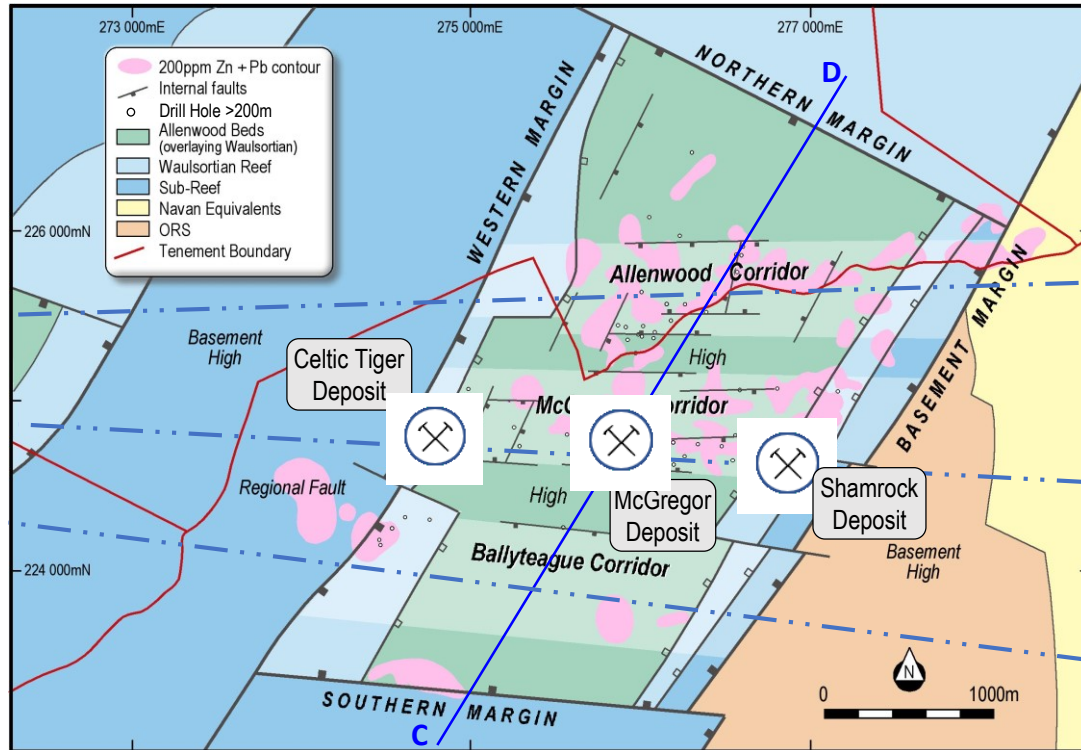 273 000mE
275 000mE
277 000mE
200ppm Zn + Pb contour
Internal faults
Drill Hole >200m
Allenwood Beds
(overlaying Waulsortian)
Waulsortian Reef
Sub-Reef
Navan Equivalents
ORS
Tenement Boundary
WESTERN MARGIN
NORTHERN MARGIN
D
226 000mN
Allenwood Corridor
BASEMENT MARGIN
Basement
High
High
Celtic Tiger
Deposit
Regional Fault
High
McGregor
Deposit
Shamrock
Deposit
Basement
High
224 000mN
Ballyteague Corridor
N
0
1000m
SOUTHERN MARGIN
C